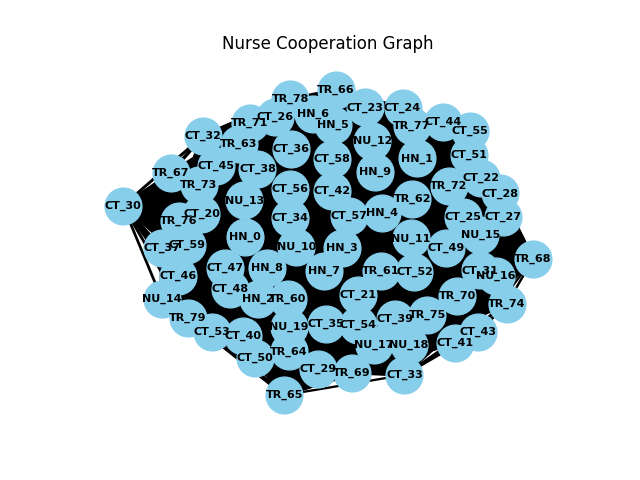 Nurse Cooperation Graph
TR_66
TR_78
CT_23
CT_24
HN_6
CT_26
TR_71
HN_5
TR_77
CT_44
CT_55
CT_32
NU_12
TR_63
CT_36
CT_51
CT_58
HN_1
CT_45
CT_38
TR_67
HN_9
CT_22
TR_73
TR_72
CT_56
CT_42
CT_28
TR_62
NU_13
CT_30
CT_20
HN_4
CT_34
CT_57
CT_25
CT_27
TR_76
NU_15
HN_0
NU_11
CT_59
NU_10
HN_3
CT_49
TR_68
CT_47
HN_8
HN_7
TR_61
CT_52
CT_31
NU_16
CT_46
CT_48
CT_21
TR_70
NU_14
HN_2
TR_60
TR_74
TR_75
TR_79
CT_39
CT_35
CT_54
NU_19
CT_53
CT_43
CT_40
CT_41
NU_17
NU_18
TR_64
CT_50
CT_29
TR_69
CT_33
TR_65